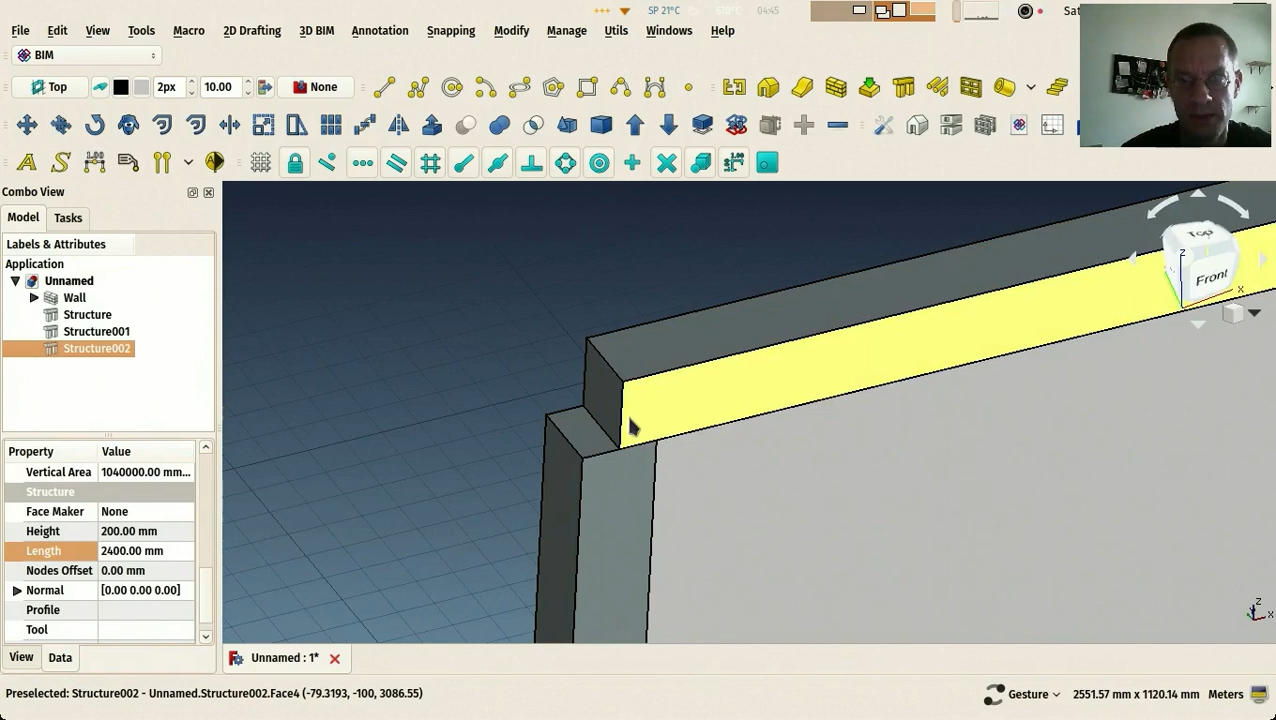 SP 21°C 670°C 04:45 Sat
File Edit View Tools Macro 2D Drafting 3D BIM Annotation Snapping Modify Manage Utils Windows Help
BIM
Top 2px 10.00 None
Combo View
Model Tasks
Labels & Attributes
Application
Unnamed
Wall
Structure
Structure001
Structure002
Property Value
Vertical Area 1040000.00 mm...
Structure
Face Maker None
Height 200.00 mm
Length 2400.00 mm
Nodes Offset 0.00 mm
Normal [0.00 0.00 0.00]
Profile
Tool
View Data
Top
Front
Z
X
Z
X
Unnamed : 1*
Preselected: Structure002 - Unnamed.Structure002.Face4 (-79.3193, -100, 3086.55)
Gesture 2551.57 mm x 1120.14 mm Meters